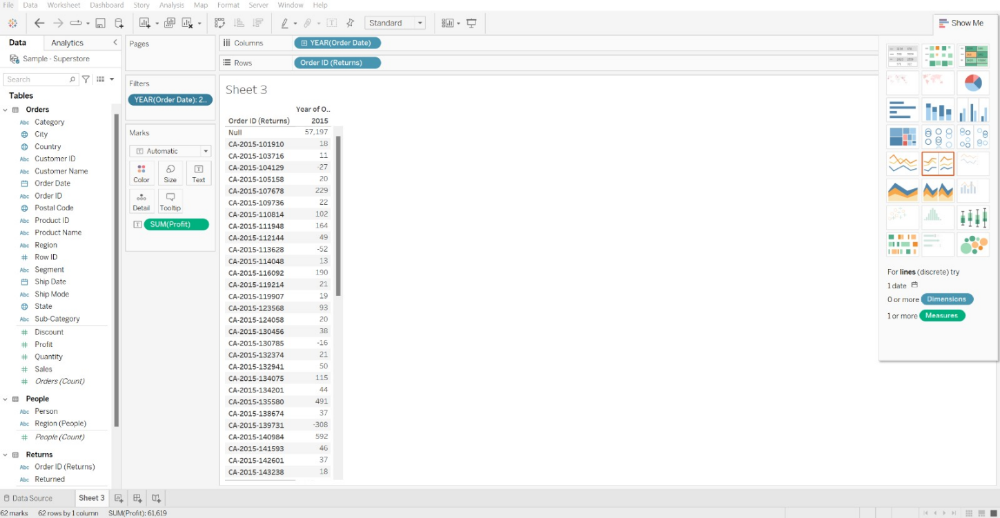 File Data Worksheet Dashboard Story Analysis Map Format Server Window Help
Standard
Show Me
Data Analytics
Sample - Superstore
Search
Tables
Orders
Abc Category
City
Country
Abc Customer ID
Abc Customer Name
Order Date
Abc Order ID
Postal Code
Abc Product ID
Abc Product Name
Abc Region
# Row ID
Abc Segment
Ship Date
Abc Ship Mode
State
Abc Sub-Category
# Discount
# Profit
# Quantity
# Sales
# Orders (Count)
People
Abc Person
Abc Region (People)
# People (Count)
Returns
Abc Order ID (Returns)
Abc Returned
Pages
Filters
YEAR(Order Date): 2..
Marks
T Automatic
Color Size Text
Detail Tooltip
T SUM(Profit)
Columns YEAR(Order Date)
Rows Order ID (Returns)
Sheet 3
Year of O..
Order ID (Returns) 2015
Null 57,197
CA-2015-101910 18
CA-2015-103716 11
CA-2015-104129 -27
CA-2015-105158 20
CA-2015-107678 229
CA-2015-109736 22
CA-2015-110814 102
CA-2015-111948 164
CA-2015-112144 49
CA-2015-113628 -52
CA-2015-114048 13
CA-2015-116092 190
CA-2015-119214 21
CA-2015-119907 19
CA-2015-123568 93
CA-2015-124058 20
CA-2015-130456 38
CA-2015-130785 -16
CA-2015-132374 21
CA-2015-132941 50
CA-2015-134075 115
CA-2015-134201 44
CA-2015-135580 491
CA-2015-138674 37
CA-2015-139731 -308
CA-2015-140984 592
CA-2015-141593 46
CA-2015-142601 37
CA-2015-143238 18
For lines (discrete) try
1 date
0 or more Dimensions
1 or more Measures
Data Source Sheet 3
62 marks 62 rows by 1 column SUM(Profit): 61,619